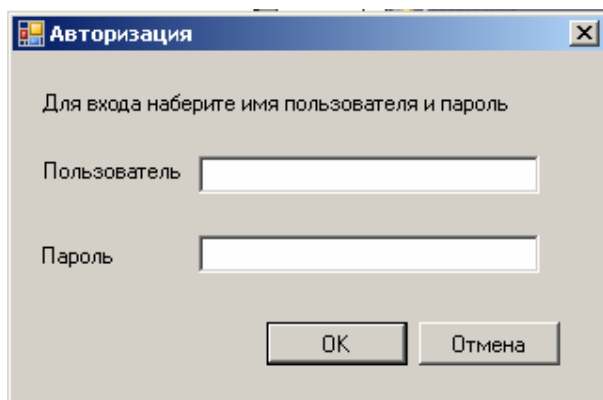 Авторизация
Для входа наберите имя пользователя и пароль
Пользователь
Пароль
OK Отмена